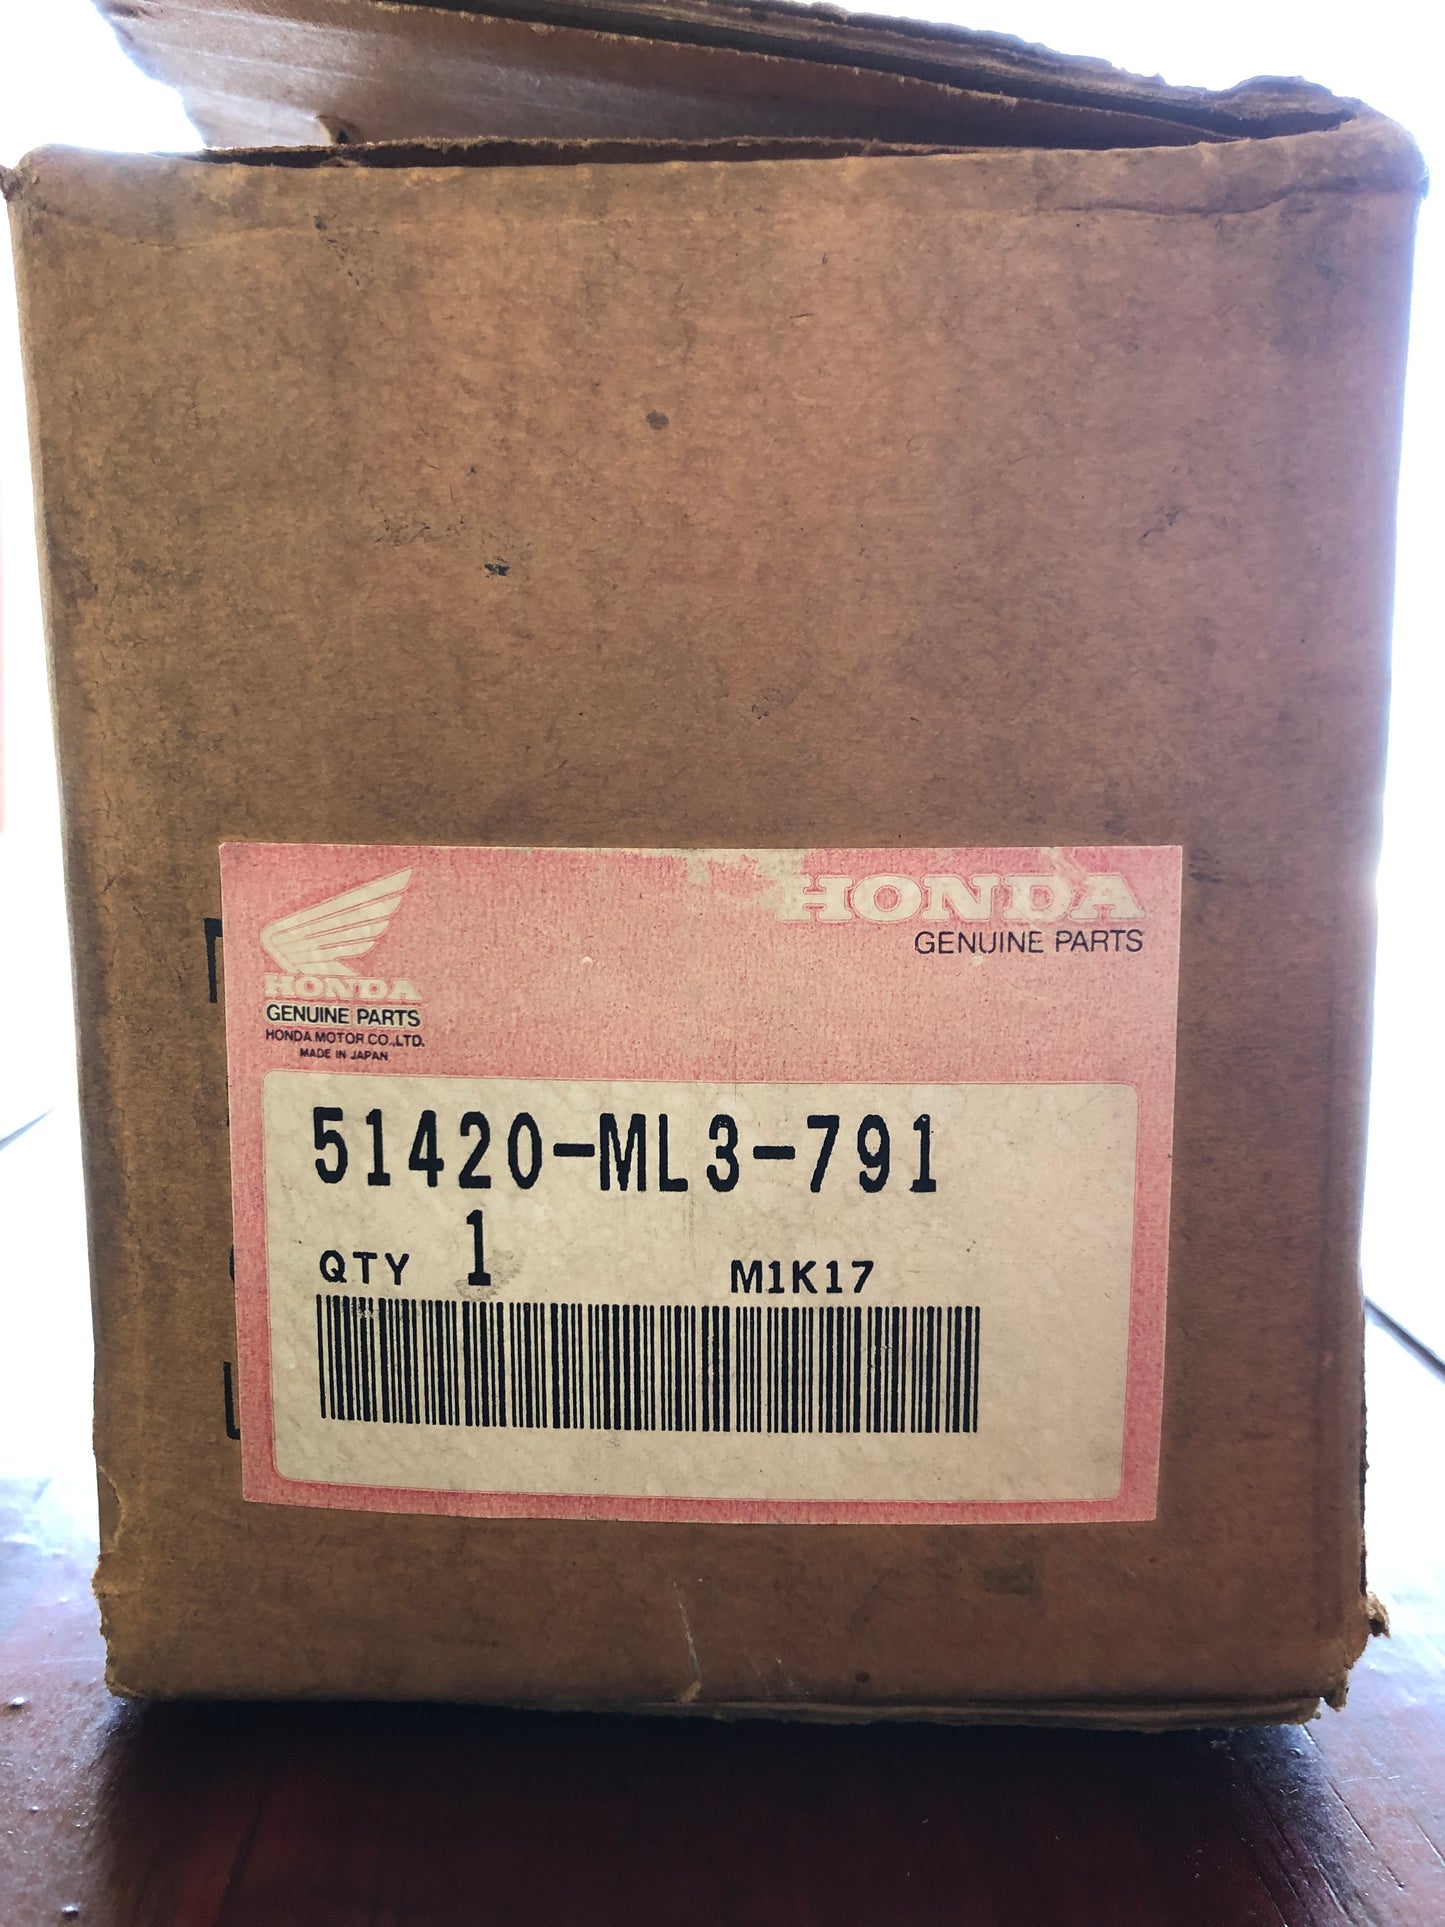 HONDA
GENUINE PARTS
HONDA
GENUINE PARTS
HONDA MOTOR CO.,LTD.
MADE IN JAPAN
51420-ML3-791
QTY 1 M1K17